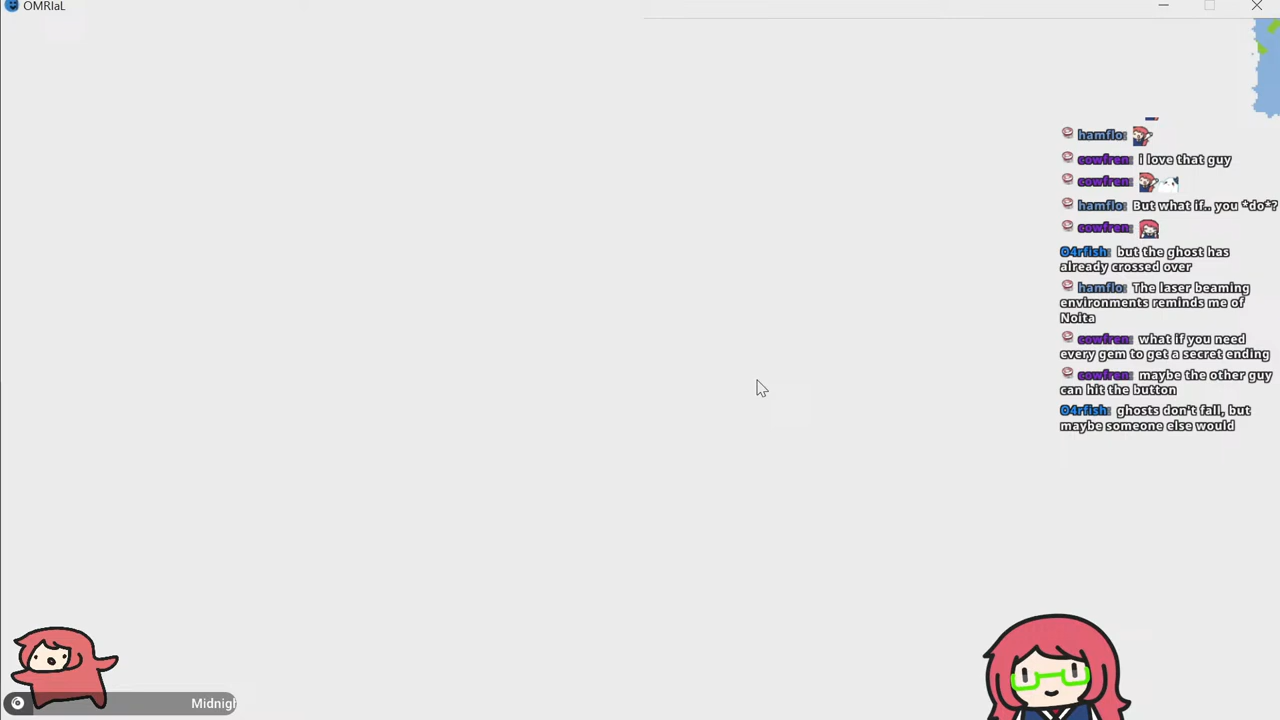 OMRIaL
hamflo:
cowfren: i love that guy
cowfren:
hamflo: But what if.. you *do*?
cowfren:
O4rfish: but the ghost has
already crossed over
hamflo: The laser beaming
environments reminds me of
Noita
cowfren: what if you need
every gem to get a secret ending
cowfren: maybe the other guy
can hit the button
O4rfish: ghosts don't fall, but
maybe someone else would
Midnigh